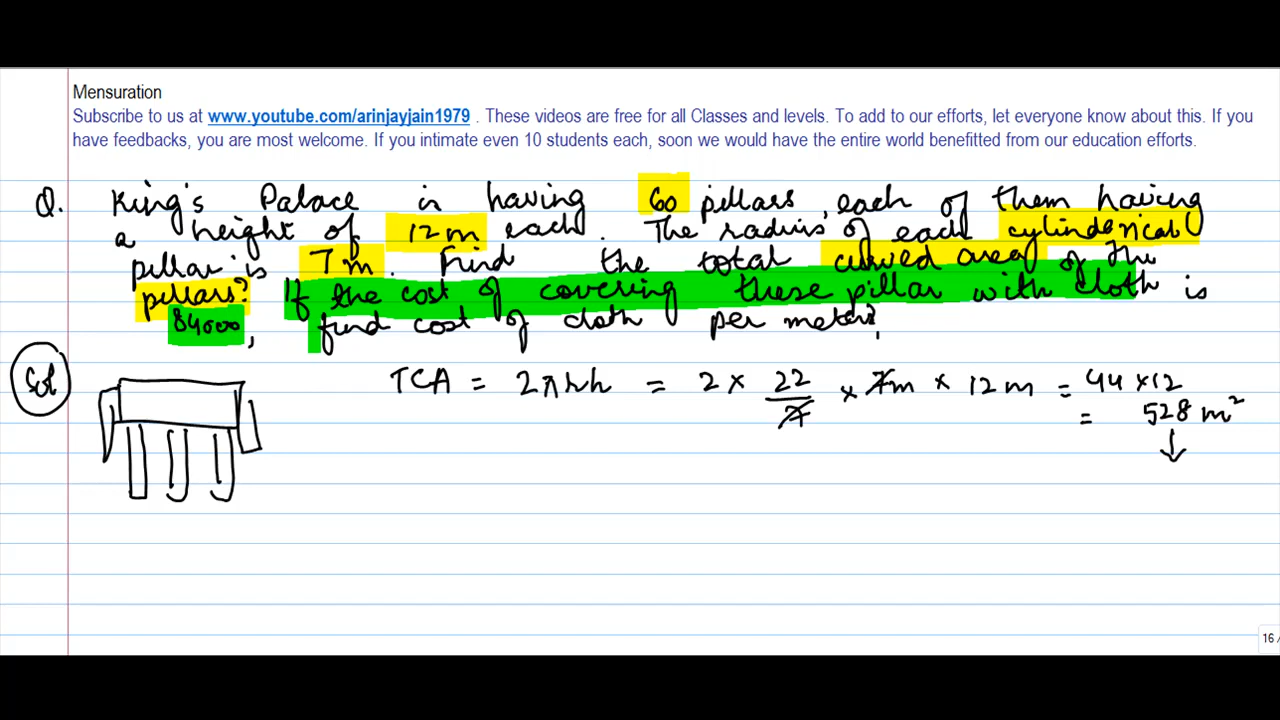 Mensuration
Subscribe to us at www.youtube.com/arinjayjain1979 . These videos are free for all Classes and levels. To add to our efforts, let everyone know about this. If you
have feedbacks, you are most welcome. If you intimate even 10 students each, soon we would have the entire world benefitted from our education efforts.
Q. King's Palace is having 60 pillars, each of them having
a height of 12m each. The radius of each cylinderical
pillar is 7m. Find the total curved area of the
pillars? If the cost of covering these pillar with cloth is
84000, find cost of cloth per meter?
Sol TCA = 2πrh = 2 × 22/7 × 7m × 12m = 44 × 12
= 528 m²
16